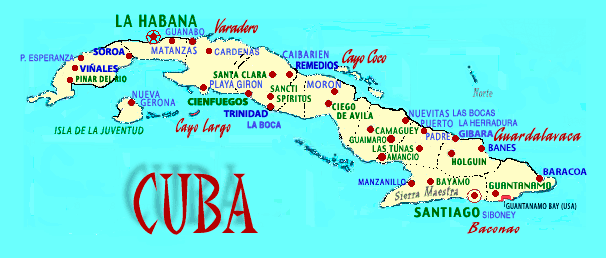 LA HABANA
Varadero
GUANABO
MATANZAS
CARDENAS
P. ESPERANZA
SOROA
VIÑALES
PINAR DEL RIO
CAIBARIEN
REMEDIOS
Cayo Coco
SANTA CLARA
PLAYA GIRON
MORON
NUEVA
GERONA
CIENFUEGOS
SANCTI
SPIRITOS
Norte
ISLA DE LA JUVENTUD
Cayo Largo
TRINIDAD
LA BOCA
CIEGO
DE AVILA
NUEVITAS
LAS BOCAS
PUERTO
PADRE
LA HERRADURA
GIBARA
Guardalavaca
CAMAGUEY
GUAIMARO
LAS TUNAS
AMANCIO
BANES
HOLGUIN
BARACOA
MANZANILLO
BAYAMO
GUANTANAMO
Sierra Maestra
GUANTANAMO BAY (USA)
SANTIAGO
SIBONEY
Baconao
CUBA